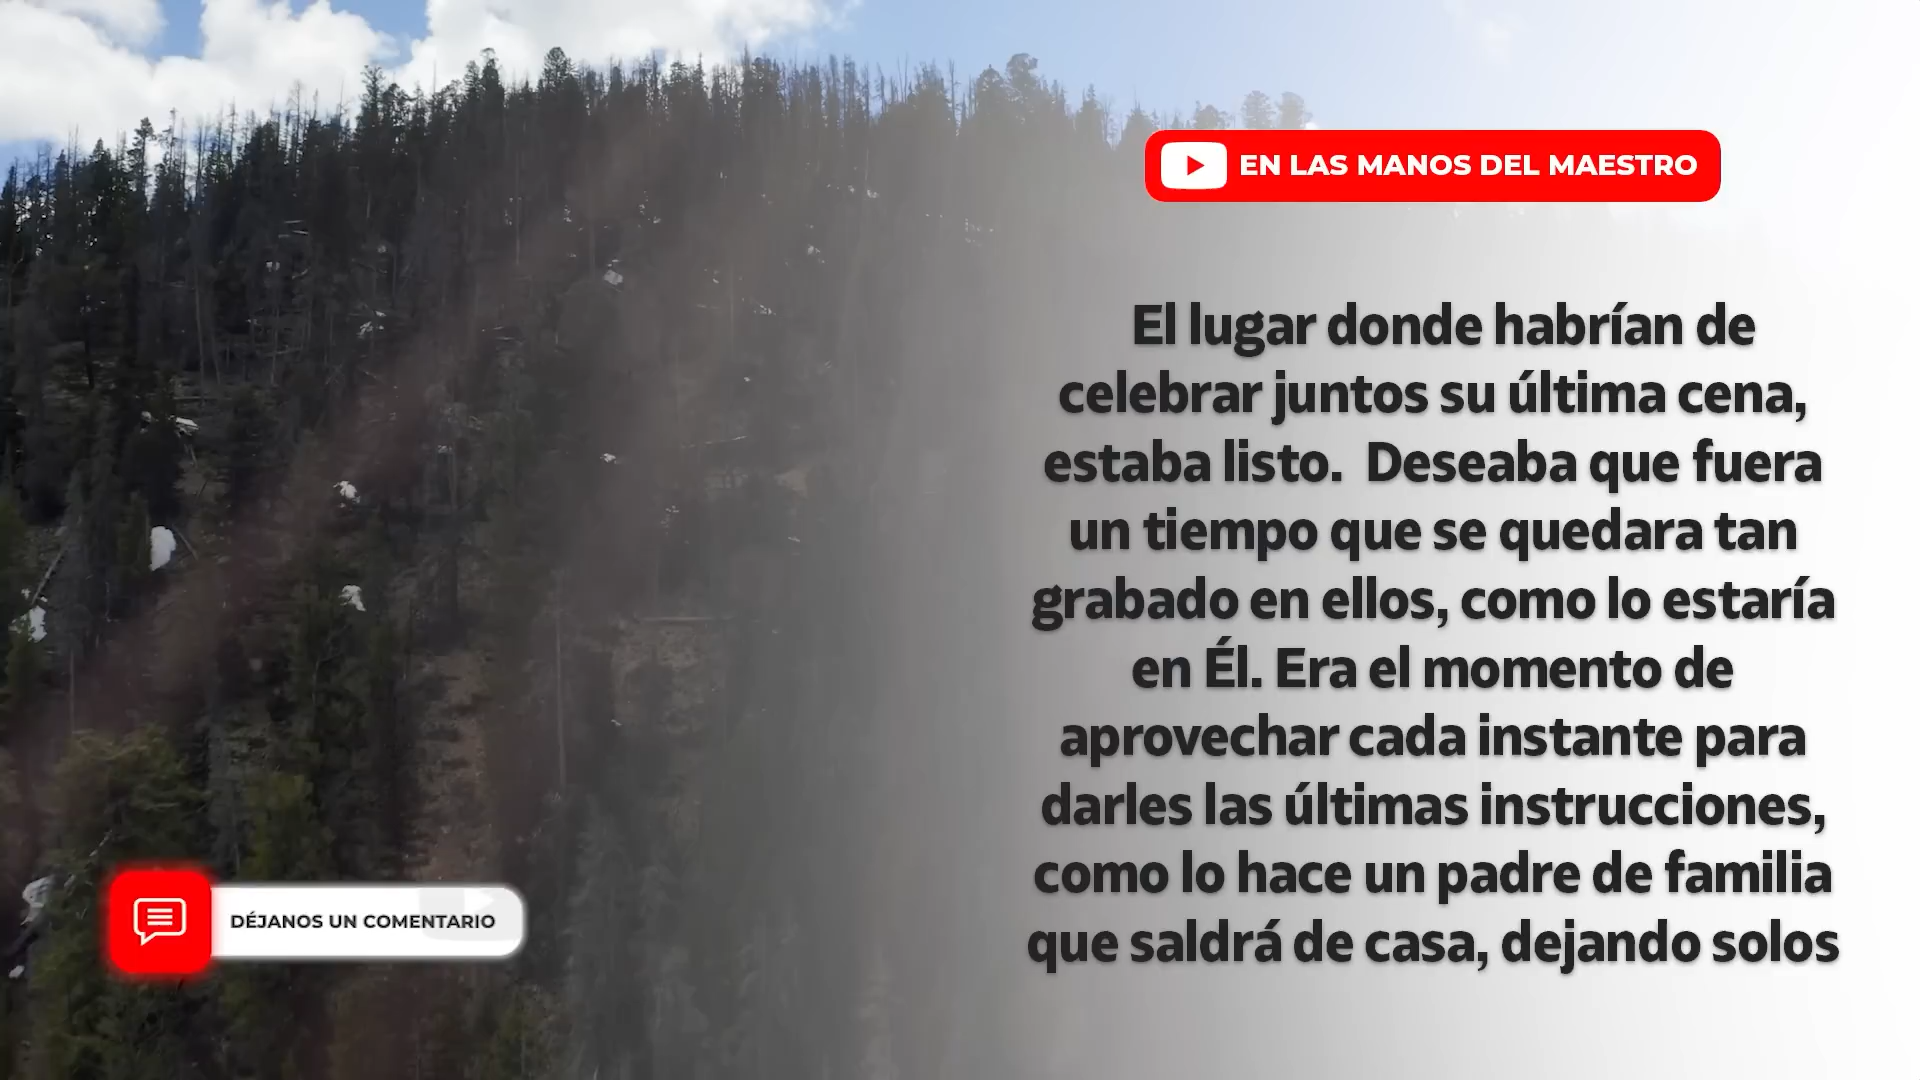 EN LAS MANOS DEL MAESTRO
El lugar donde habrían de
celebrar juntos su última cena,
estaba listo.  Deseaba que fuera
un tiempo que se quedara tan
grabado en ellos, como lo estaría
en Él. Era el momento de
aprovechar cada instante para
darles las últimas instrucciones,
como lo hace un padre de familia
que saldrá de casa, dejando solos
DÉJANOS UN COMENTARIO